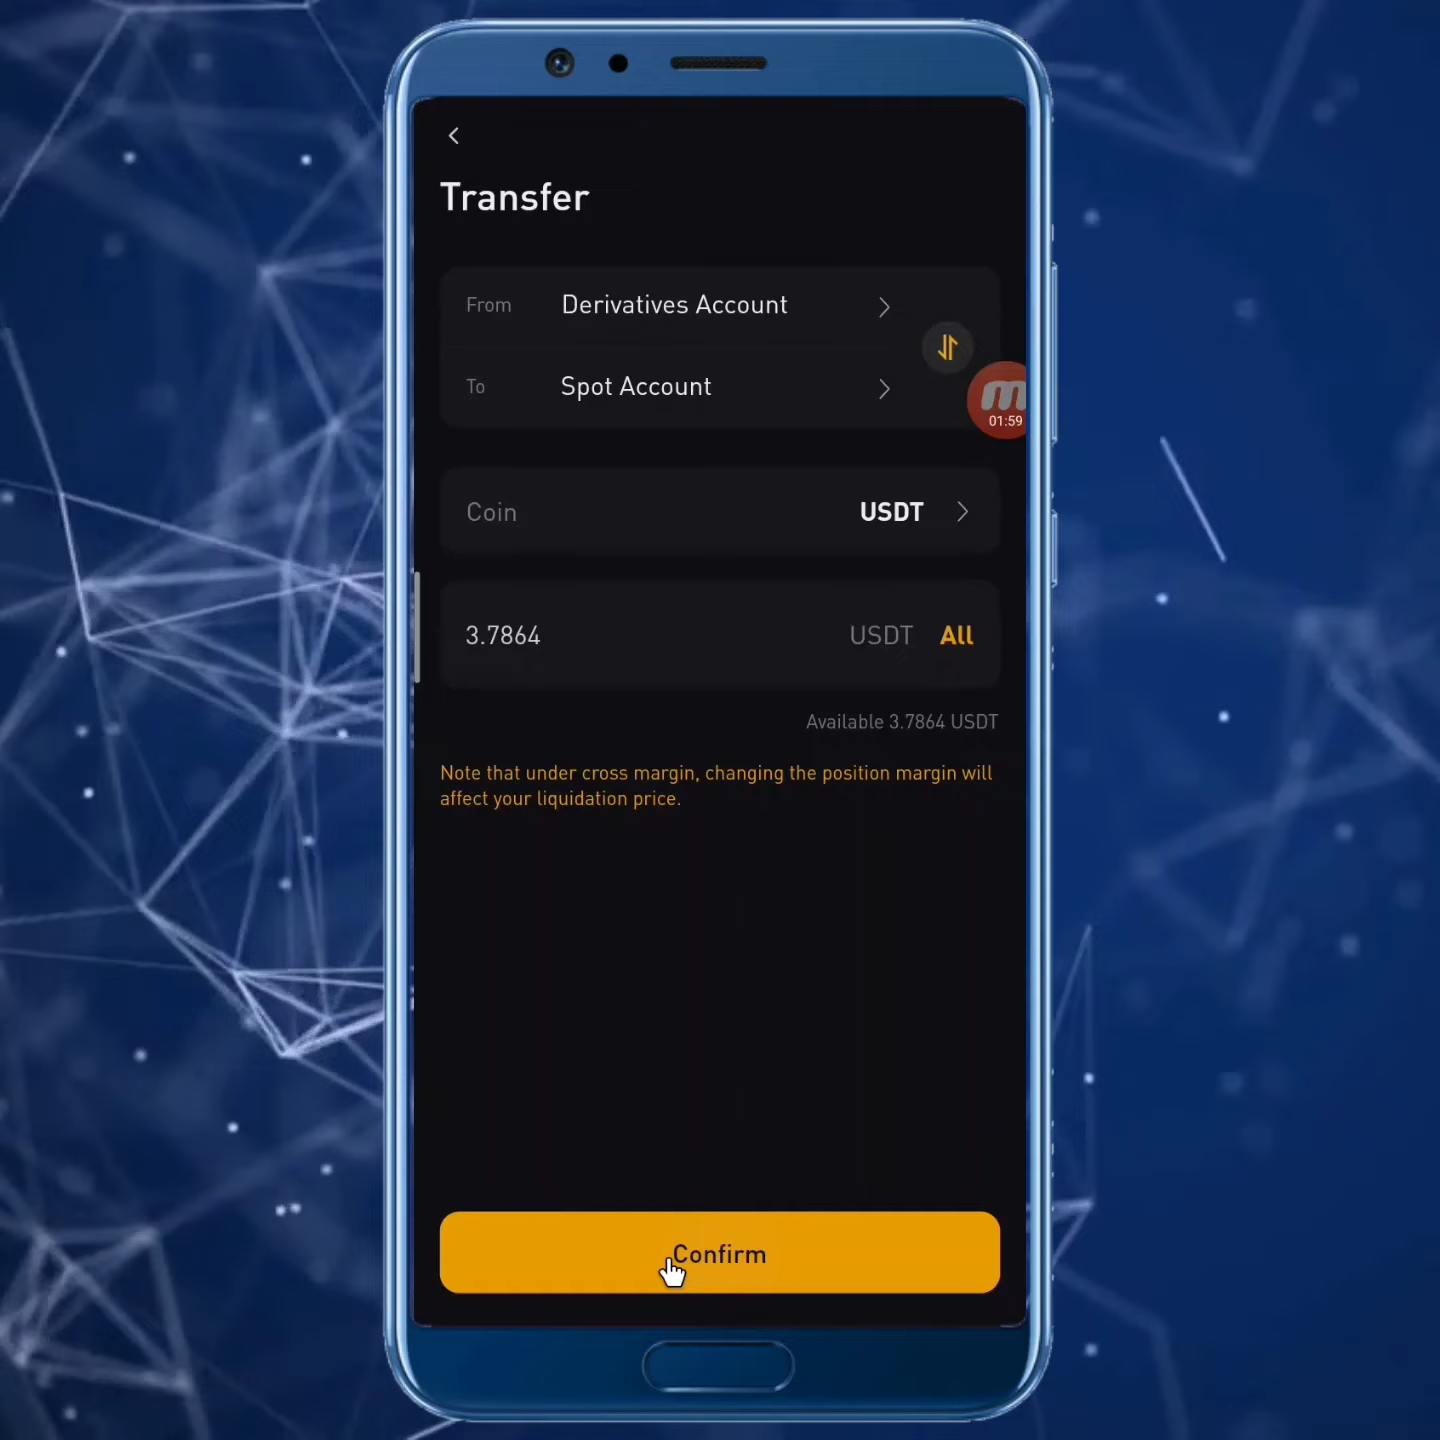 Transfer
From Derivatives Account
To Spot Account
m
01:59
Coin USDT
3.7864 USDT All
Available 3.7864 USDT
Note that under cross margin, changing the position margin will
affect your liquidation price.
Confirm